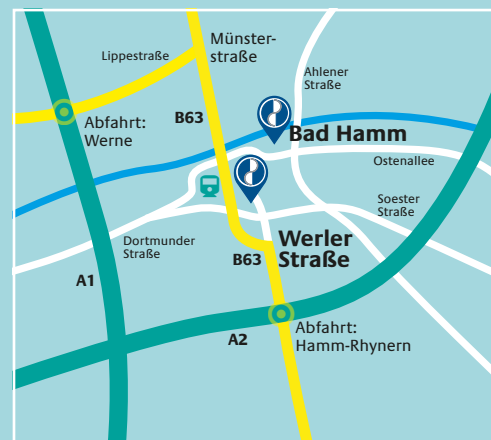 Münster-
straße
Lippestraße
Ahlener
Straße
B63
Abfahrt:
Werne
Bad Hamm
Ostenallee
Soester
Straße
Dortmunder
Straße
Werler
Straße
B63
A1
A2
Abfahrt:
Hamm-Rhynern